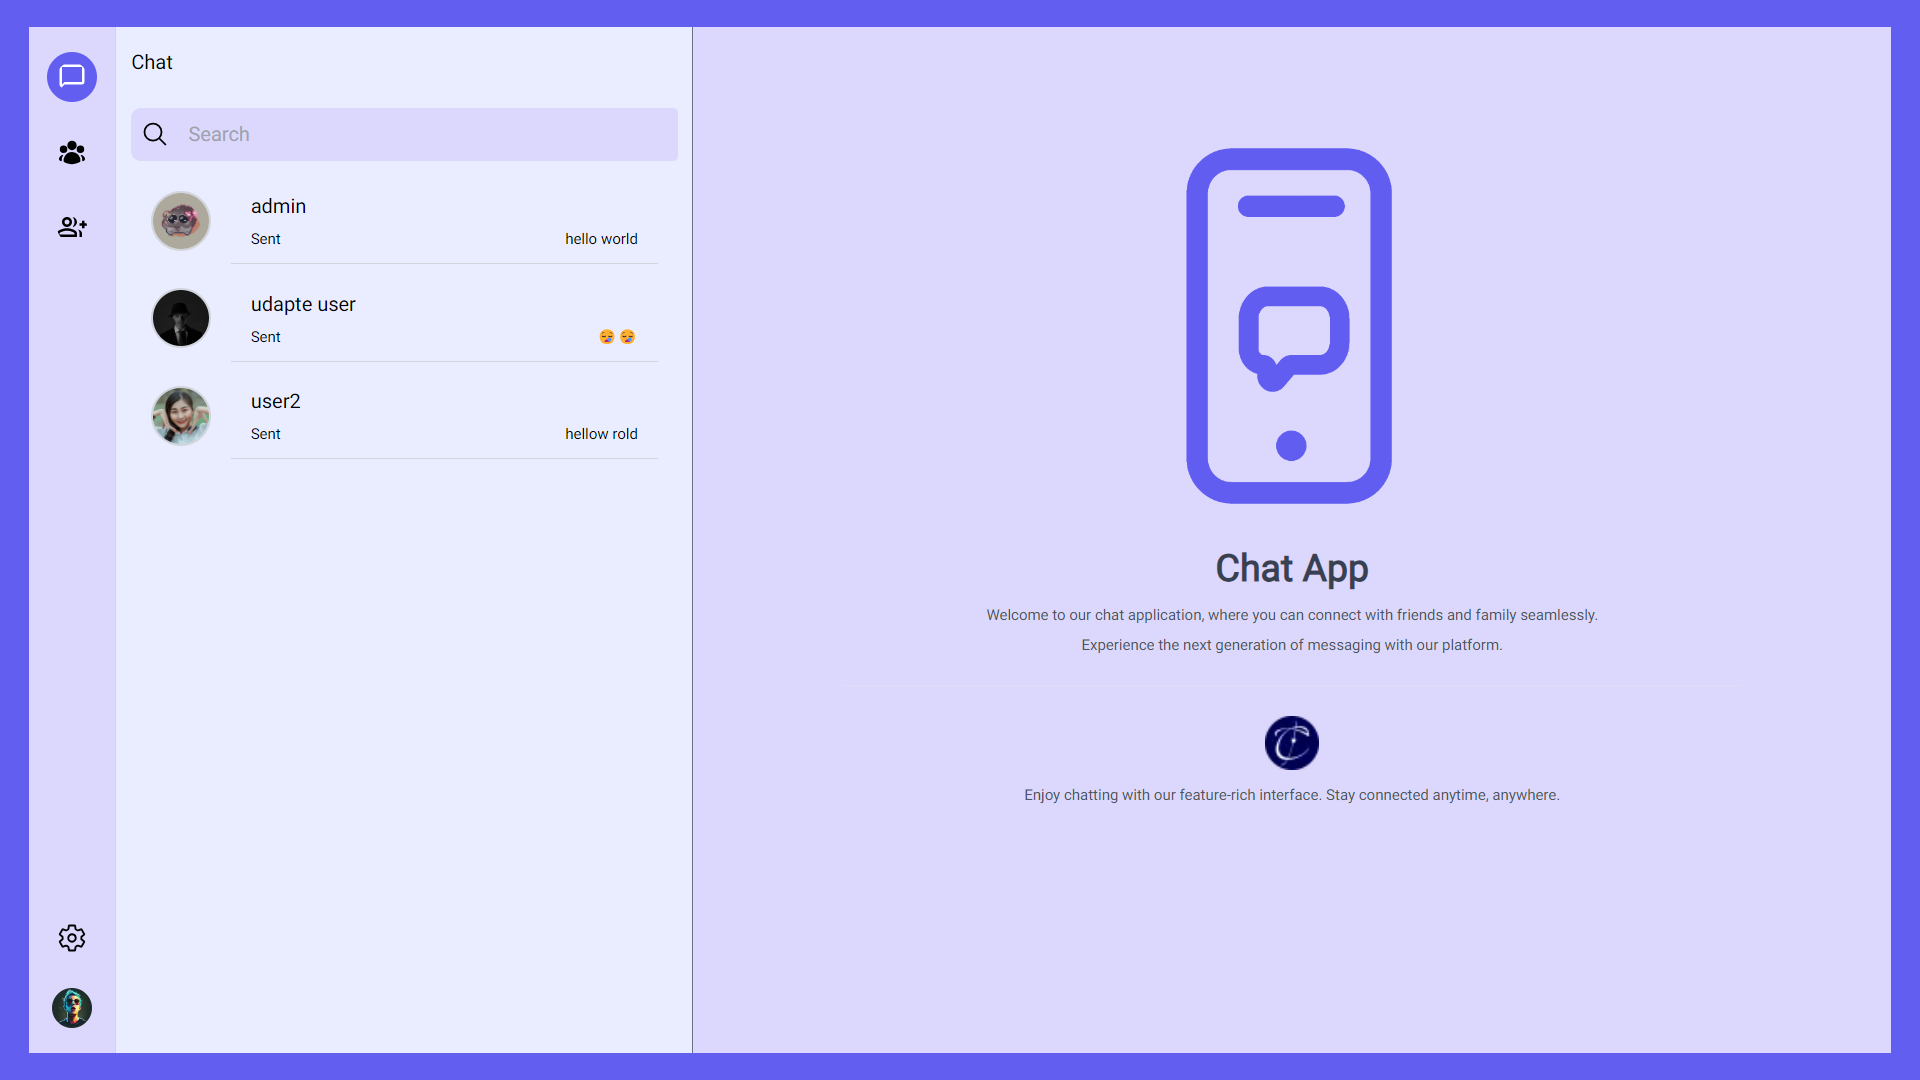 Chat
Search
admin
Sent hello world
udapte user
Sent 😪 😪
user2
Sent hellow rold
Chat App
Welcome to our chat application, where you can connect with friends and family seamlessly.
Experience the next generation of messaging with our platform.
Enjoy chatting with our feature-rich interface. Stay connected anytime, anywhere.